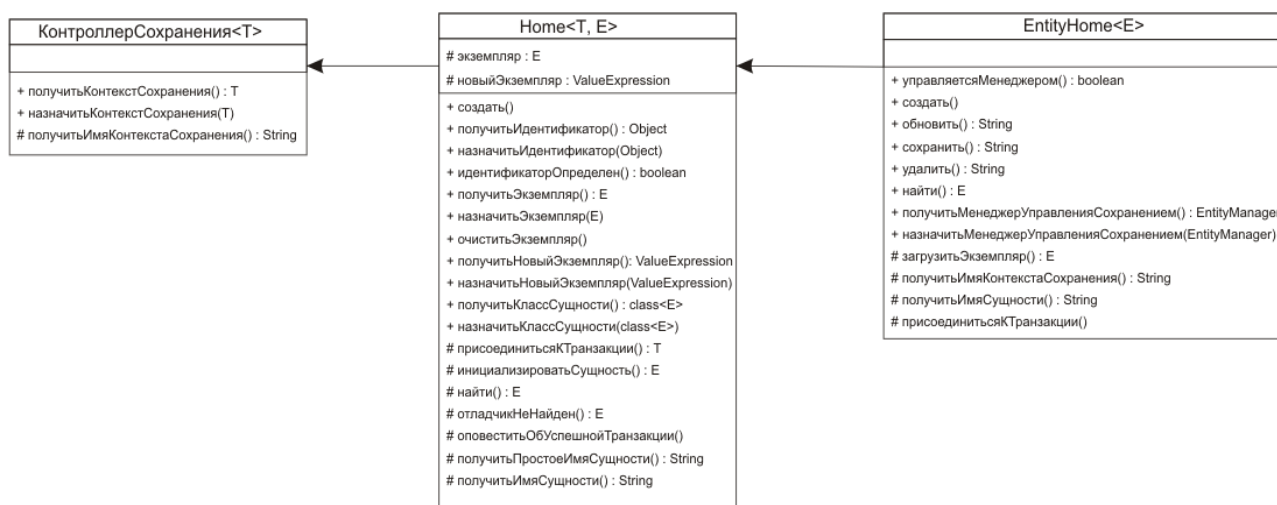 КонтроллерСохранения<T>
+ получитьКонтекстСохранения() : T
+ назначитьКонтекстСохранения(T)
# получитьИмяКонтекстаСохранения() : String
Home<T, E>
# экземпляр : E
# новыйЭкземпляр : ValueExpression
+ создать()
+ получитьИдентификатор() : Object
+ назначитьИдентификатор(Object)
+ идентификаторОпределен() : boolean
+ получитьЭкземпляр() : E
+ назначитьЭкземпляр(E)
+ очиститьЭкземпляр()
+ получитьНовыйЭкземпляр(): ValueExpression
+ назначитьНовыйЭкземпляр(ValueExpression)
+ получитьКлассСущности() : class<E>
+ назначитьКлассСущности(class<E>)
# присоединитьсяКТранзакции() : T
# инициализироватьСущность() : E
# найти() : E
# отладчикНеНайден() : E
# оповеститьОбУспешнойТранзакции()
# получитьПростоеИмяСущности() : String
# получитьИмяСущности() : String
EntityHome<E>
+ управляетсяМенеджером() : boolean
+ создать()
+ обновить() : String
+ сохранить() : String
+ удалить() : String
+ найти() : E
+ получитьМенеджерУправленияСохранением() : EntityManager
+ назначитьМенеджерУправленияСохранением(EntityManager)
# загрузитьЭкземпляр() : E
# получитьИмяКонтекстаСохранения() : String
# получитьИмяСущности() : String
# присоединитьсяКТранзакции()